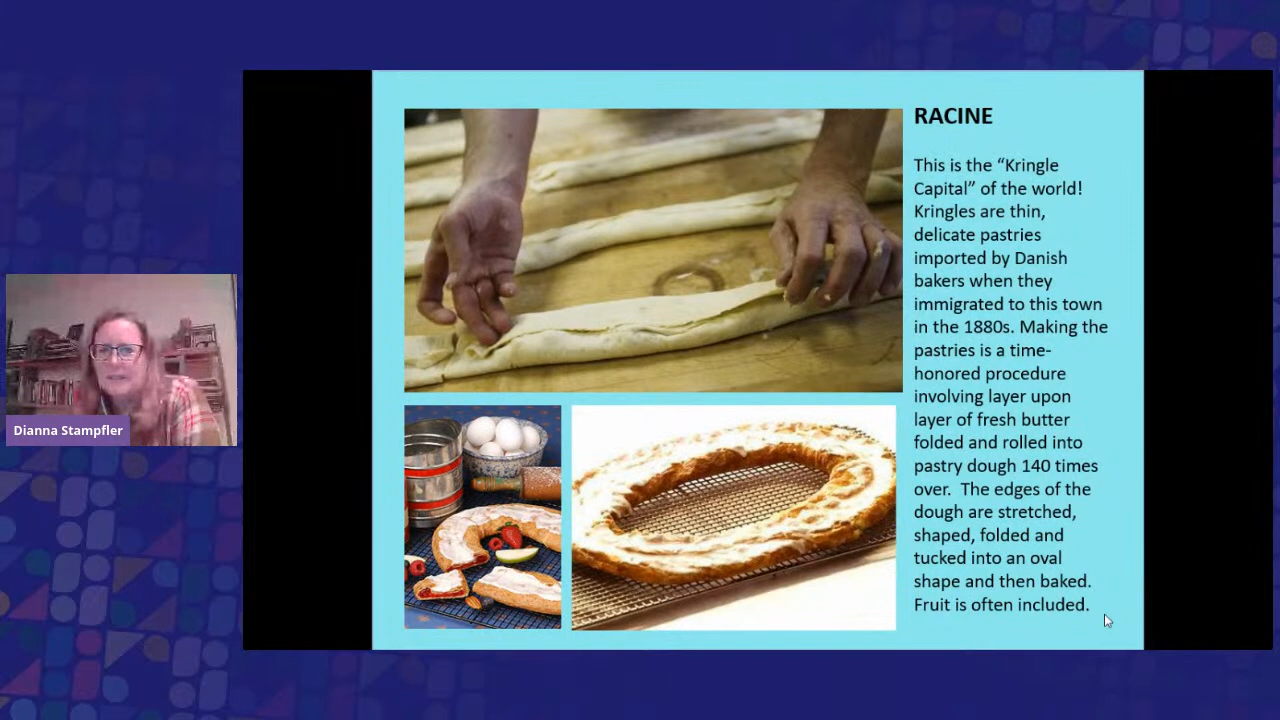 RACINE
This is the “Kringle
Capital” of the world!
Kringles are thin,
delicate pastries
imported by Danish
bakers when they
immigrated to this town
in the 1880s. Making the
pastries is a time-
honored procedure
involving layer upon
layer of fresh butter
folded and rolled into
pastry dough 140 times
over.  The edges of the
dough are stretched,
shaped, folded and
tucked into an oval
shape and then baked.
Fruit is often included.
Dianna Stampfler